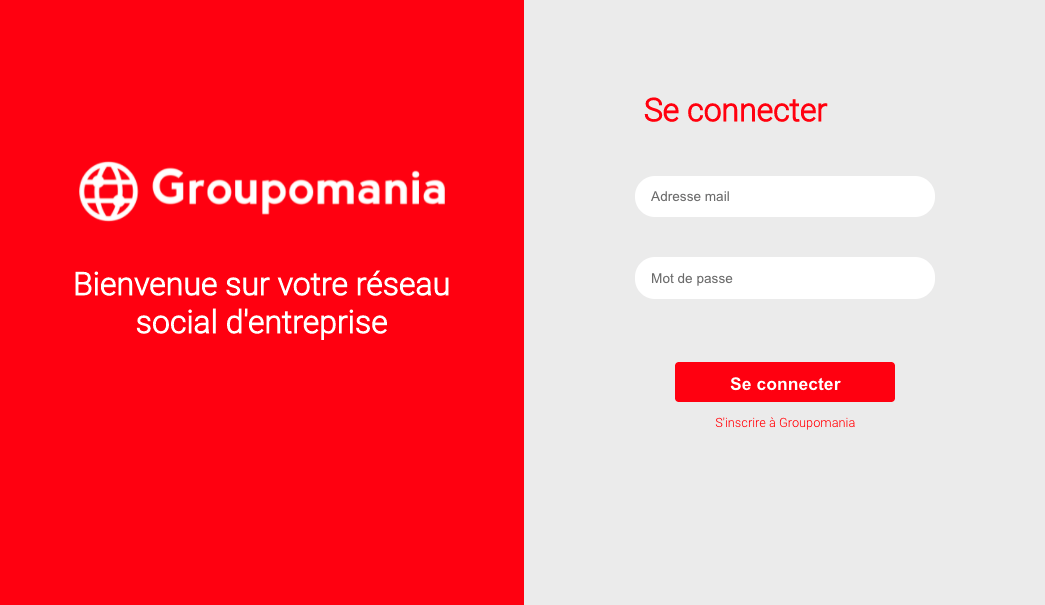 Groupomania
Bienvenue sur votre réseau
social d'entreprise
Se connecter
Adresse mail
Mot de passe
Se connecter
S'inscrire à Groupomania